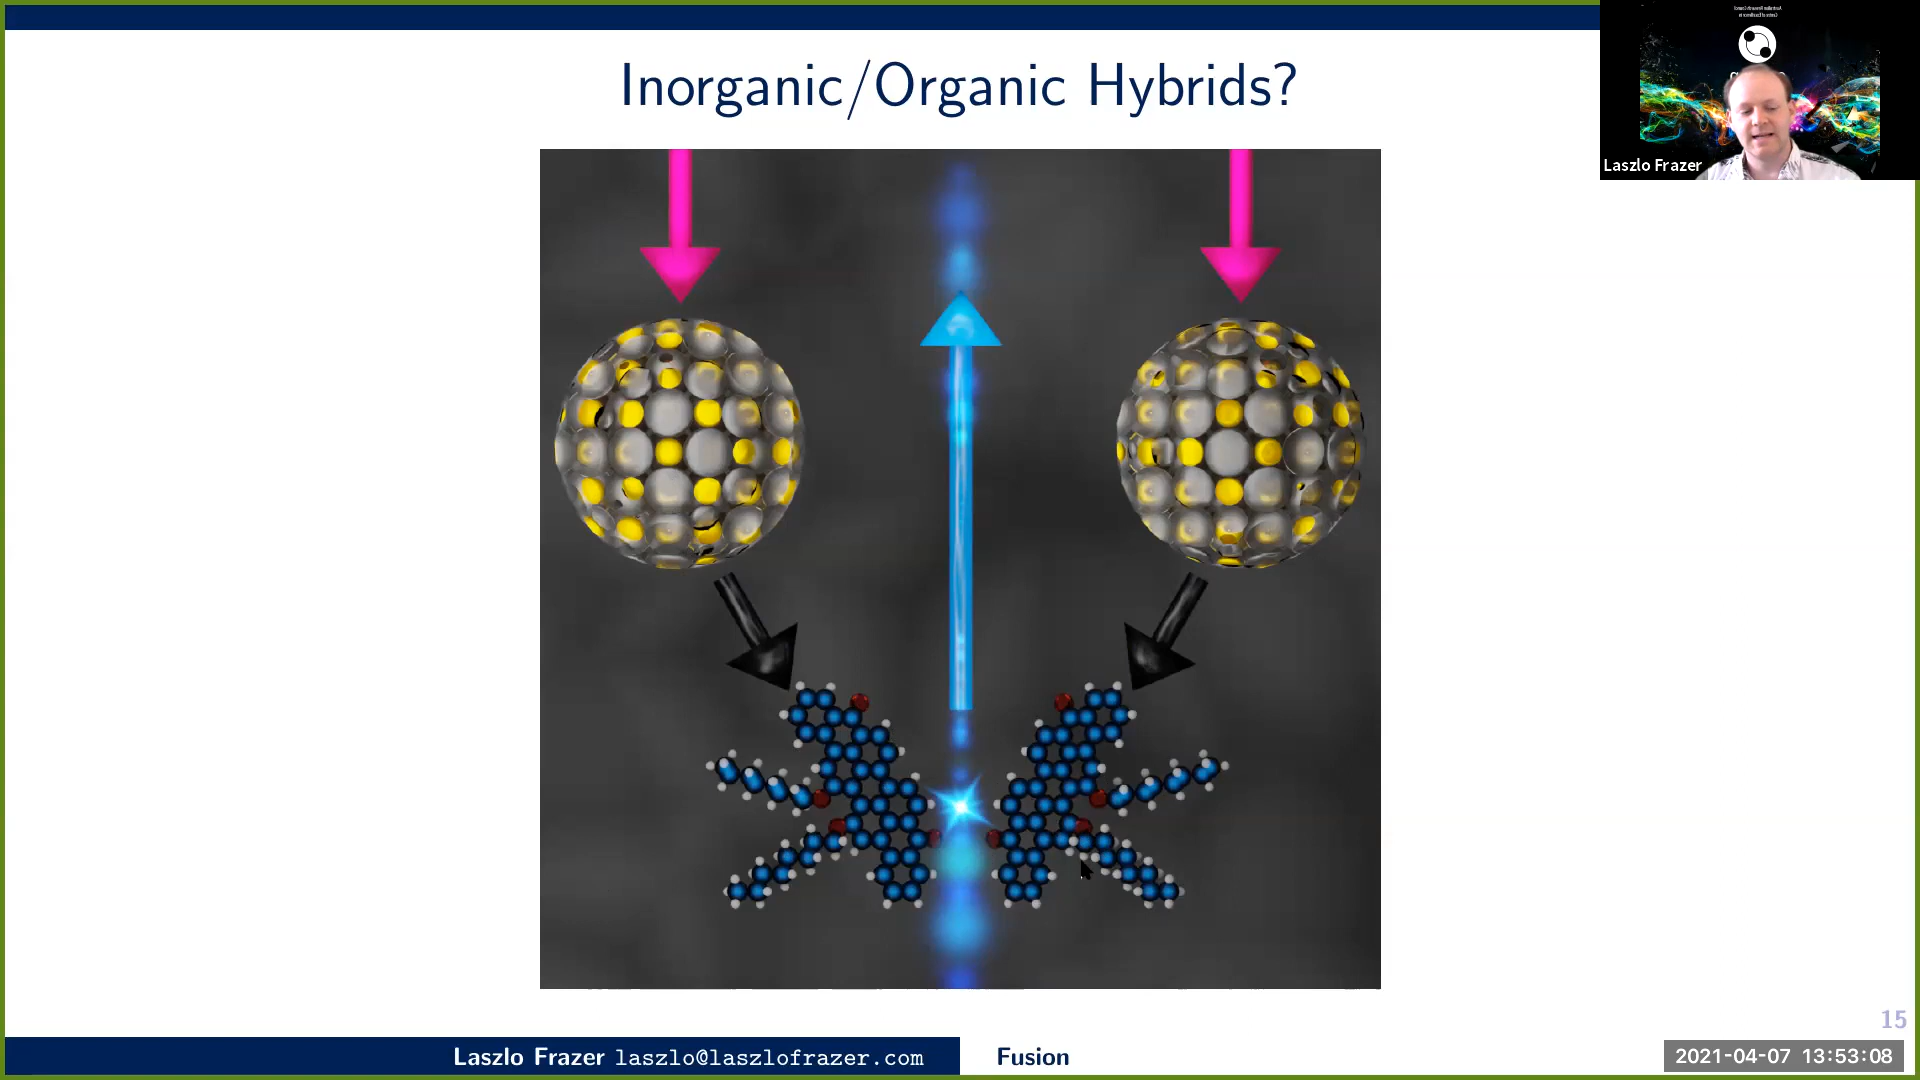 Inorganic/Organic Hybrids?
Laszlo Frazer
15
Laszlo Frazer laszlo@laszlofrazer.com
Fusion
2021-04-07 13:53:08